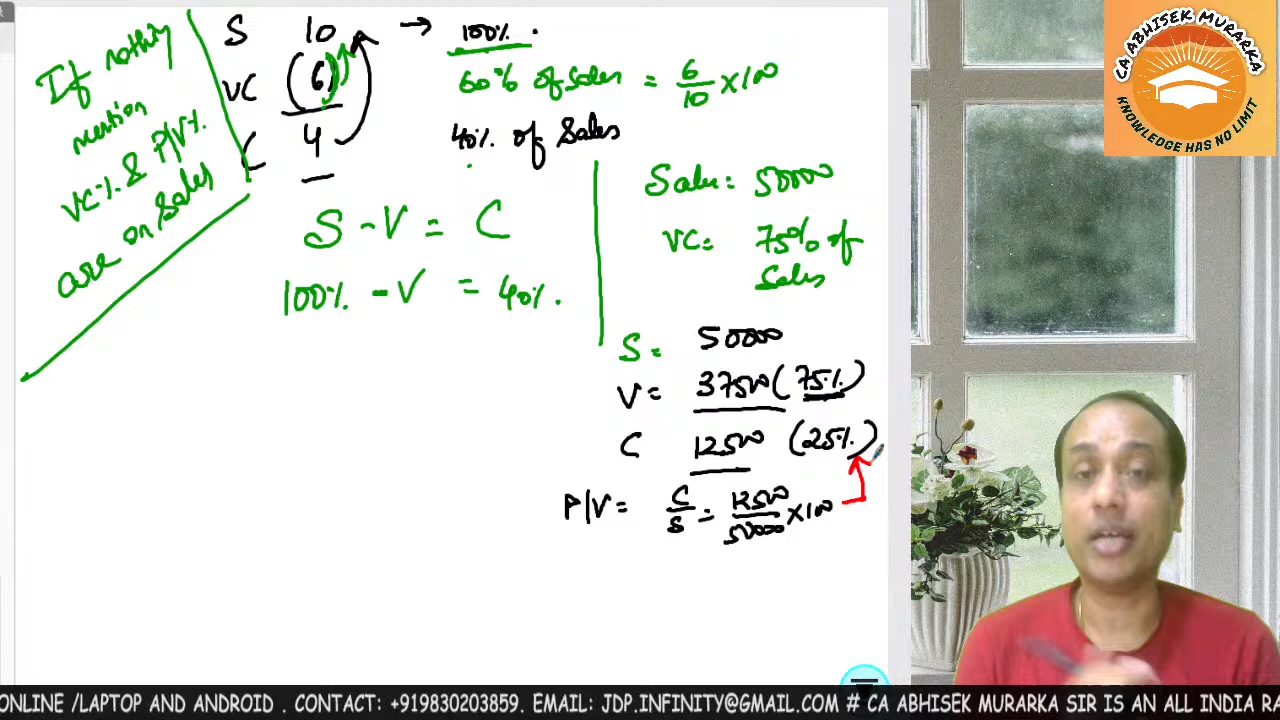 If nothing
mention
VC% & P/V%
are on Sales
S 10 → 100%.
VC (6) 60% of Sales = 6/10 × 100
C 4 40% of Sales
S - V = C
100% - V = 40%.
Sales = 50000
VC = 75% of
Sales
S = 50000
V = 37500 (75%)
C 12500 (25%)
P/V = C/S = 12500/50000 × 100
CA ABHISEK MURARKA
KNOWLEDGE HAS NO LIMIT
ONLINE /LAPTOP AND ANDROID . CONTACT: +919830203859. EMAIL: JDP.INFINITY@GMAIL.COM # CA ABHISEK MURARKA SIR IS AN ALL INDIA RA